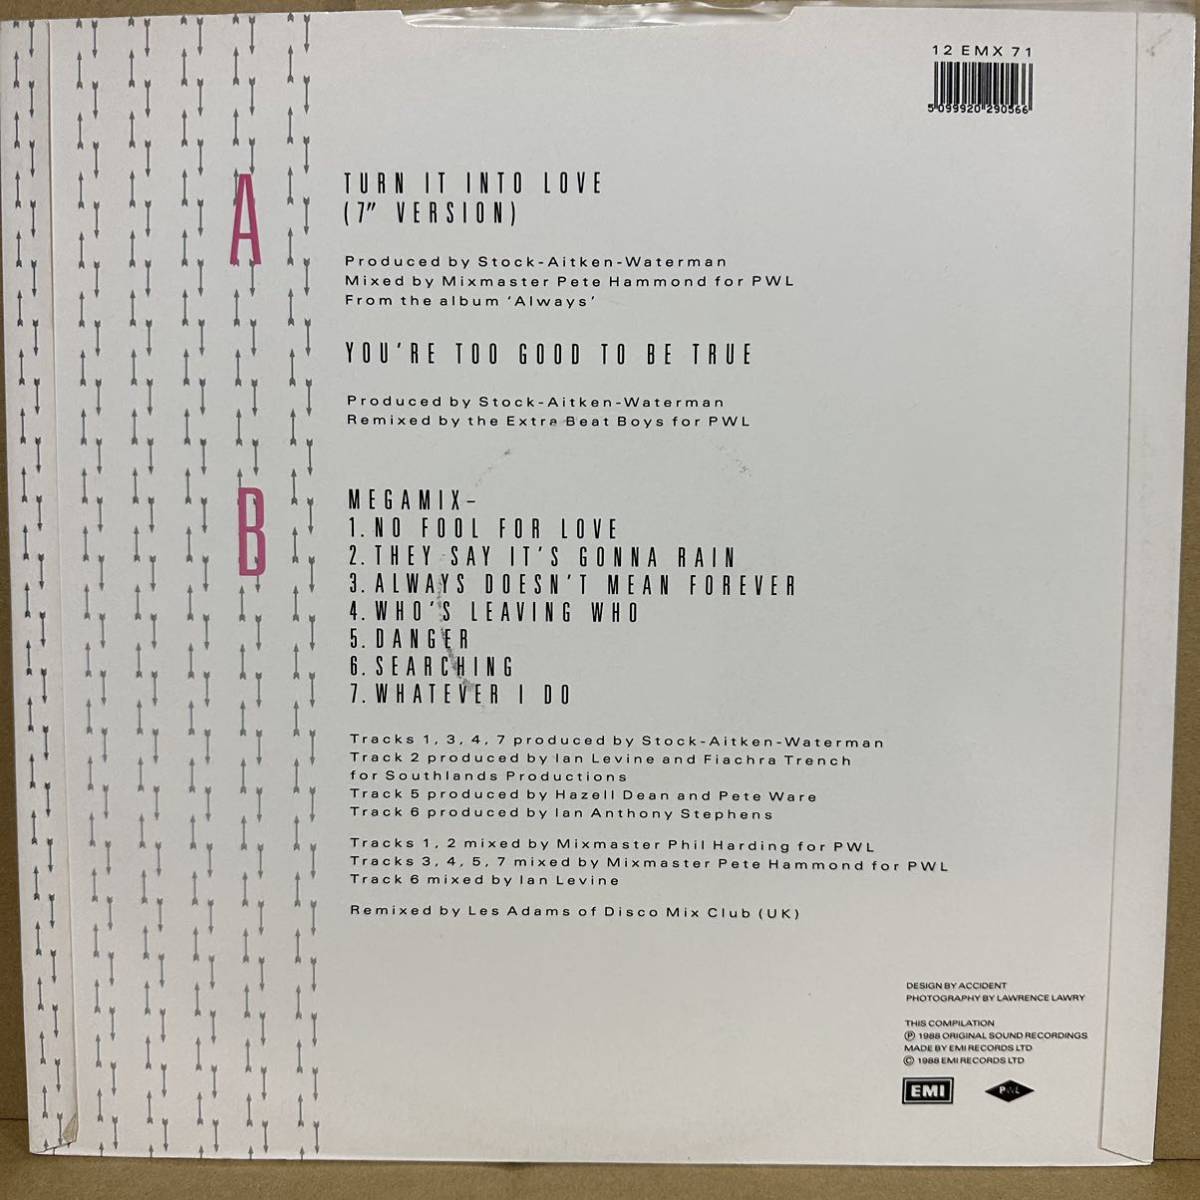 12 EMX 71
5 099920 290566
A
TURN IT INTO LOVE
(7" VERSION)
Produced by Stock-Aitken-Waterman
Mixed by Mixmaster Pete Hammond for PWL
From the album 'Always'
YOU'RE TOO GOOD TO BE TRUE
Produced by Stock-Aitken-Waterman
Remixed by the Extra Beat Boys for PWL
B
MEGAMIX-
1. NO FOOL FOR LOVE
2. THEY SAY IT'S GONNA RAIN
3. ALWAYS DOESN'T MEAN FOREVER
4. WHO'S LEAVING WHO
5. DANGER
6. SEARCHING
7. WHATEVER I DO
Tracks 1, 3, 4, 7 produced by Stock-Aitken-Waterman
Track 2 produced by Ian Levine and Fiachra Trench
for Southlands Productions
Track 5 produced by Hazell Dean and Pete Ware
Track 6 produced by Ian Anthony Stephens
Tracks 1, 2 mixed by Mixmaster Phil Harding for PWL
Tracks 3, 4, 5, 7 mixed by Mixmaster Pete Hammond for PWL
Track 6 mixed by Ian Levine
Remixed by Les Adams of Disco Mix Club (UK)
DESIGN BY ACCIDENT
PHOTOGRAPHY BY LAWRENCE LAWRY
THIS COMPILATION
℗ 1988 ORIGINAL SOUND RECORDINGS
MADE BY EMI RECORDS LTD
© 1988 EMI RECORDS LTD
EMI
PWL